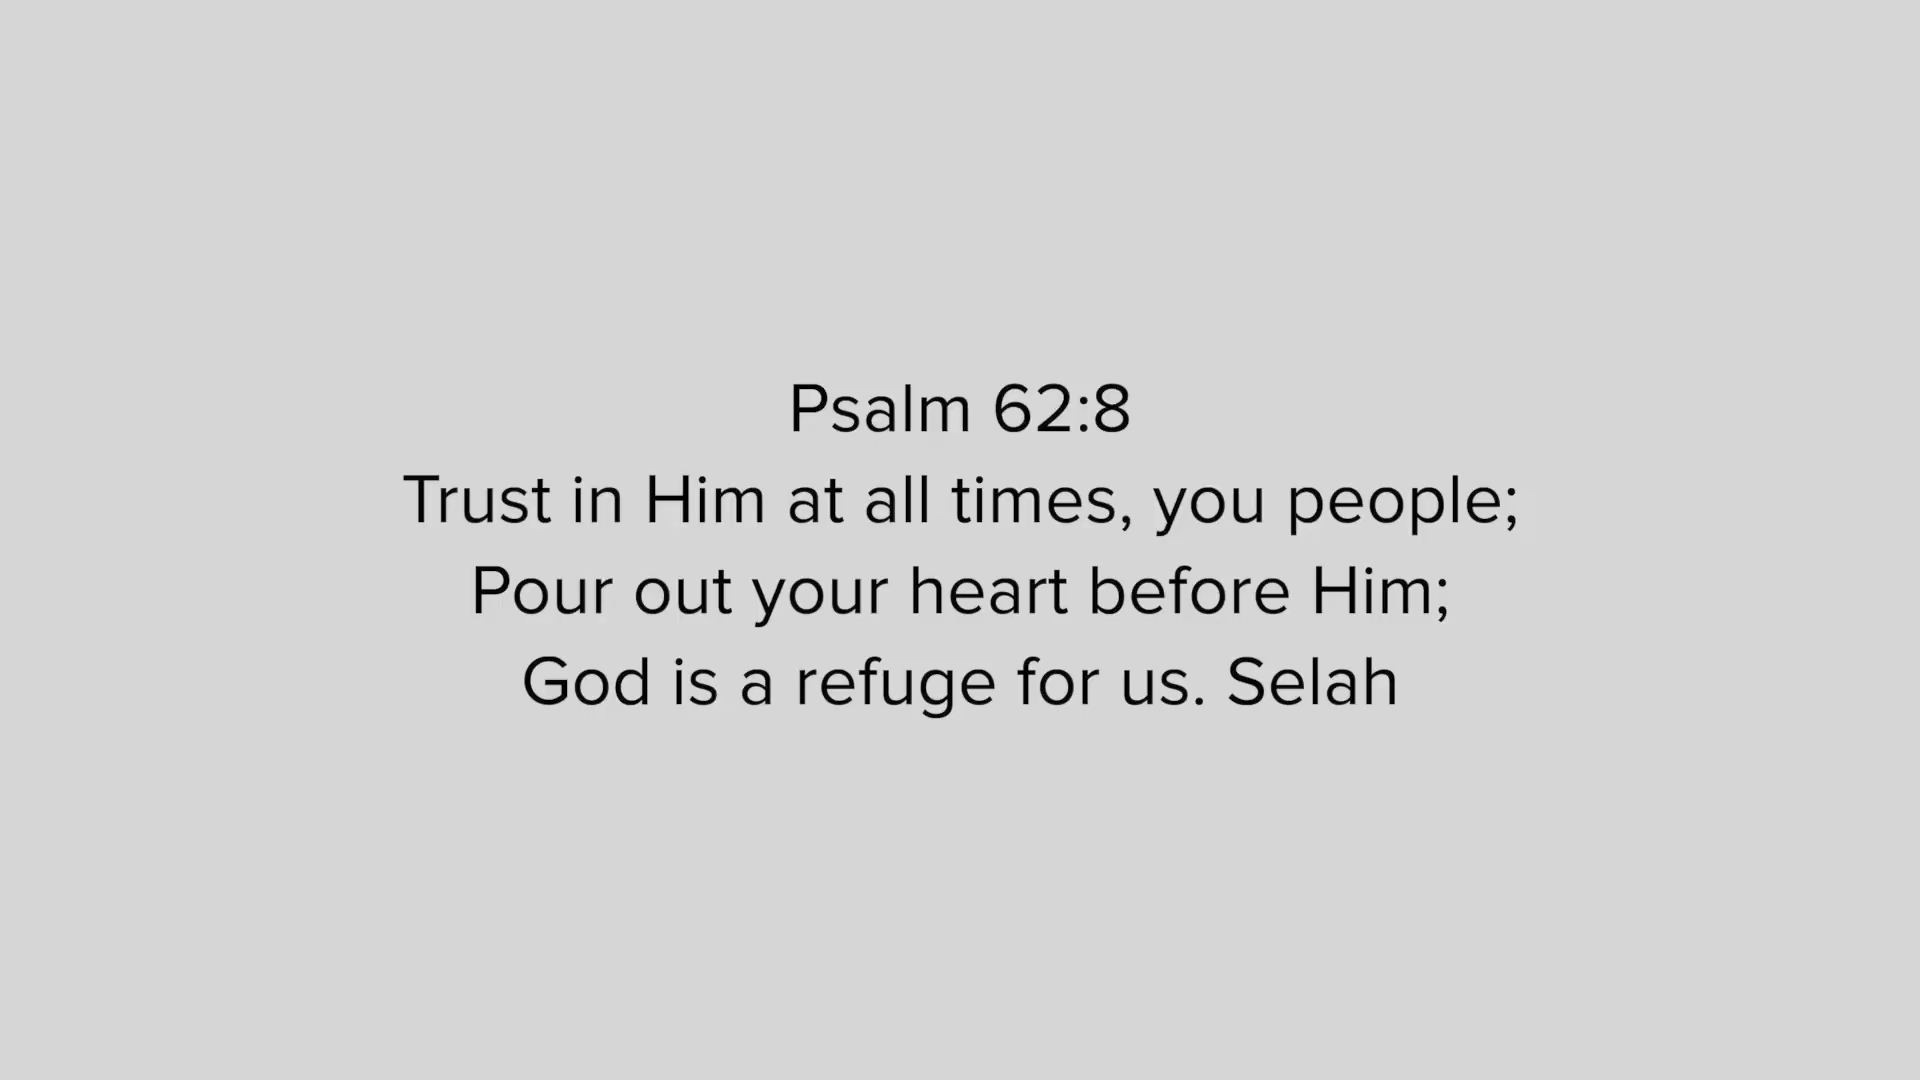 Psalm 62:8
Trust in Him at all times, you people;
Pour out your heart before Him;
God is a refuge for us. Selah